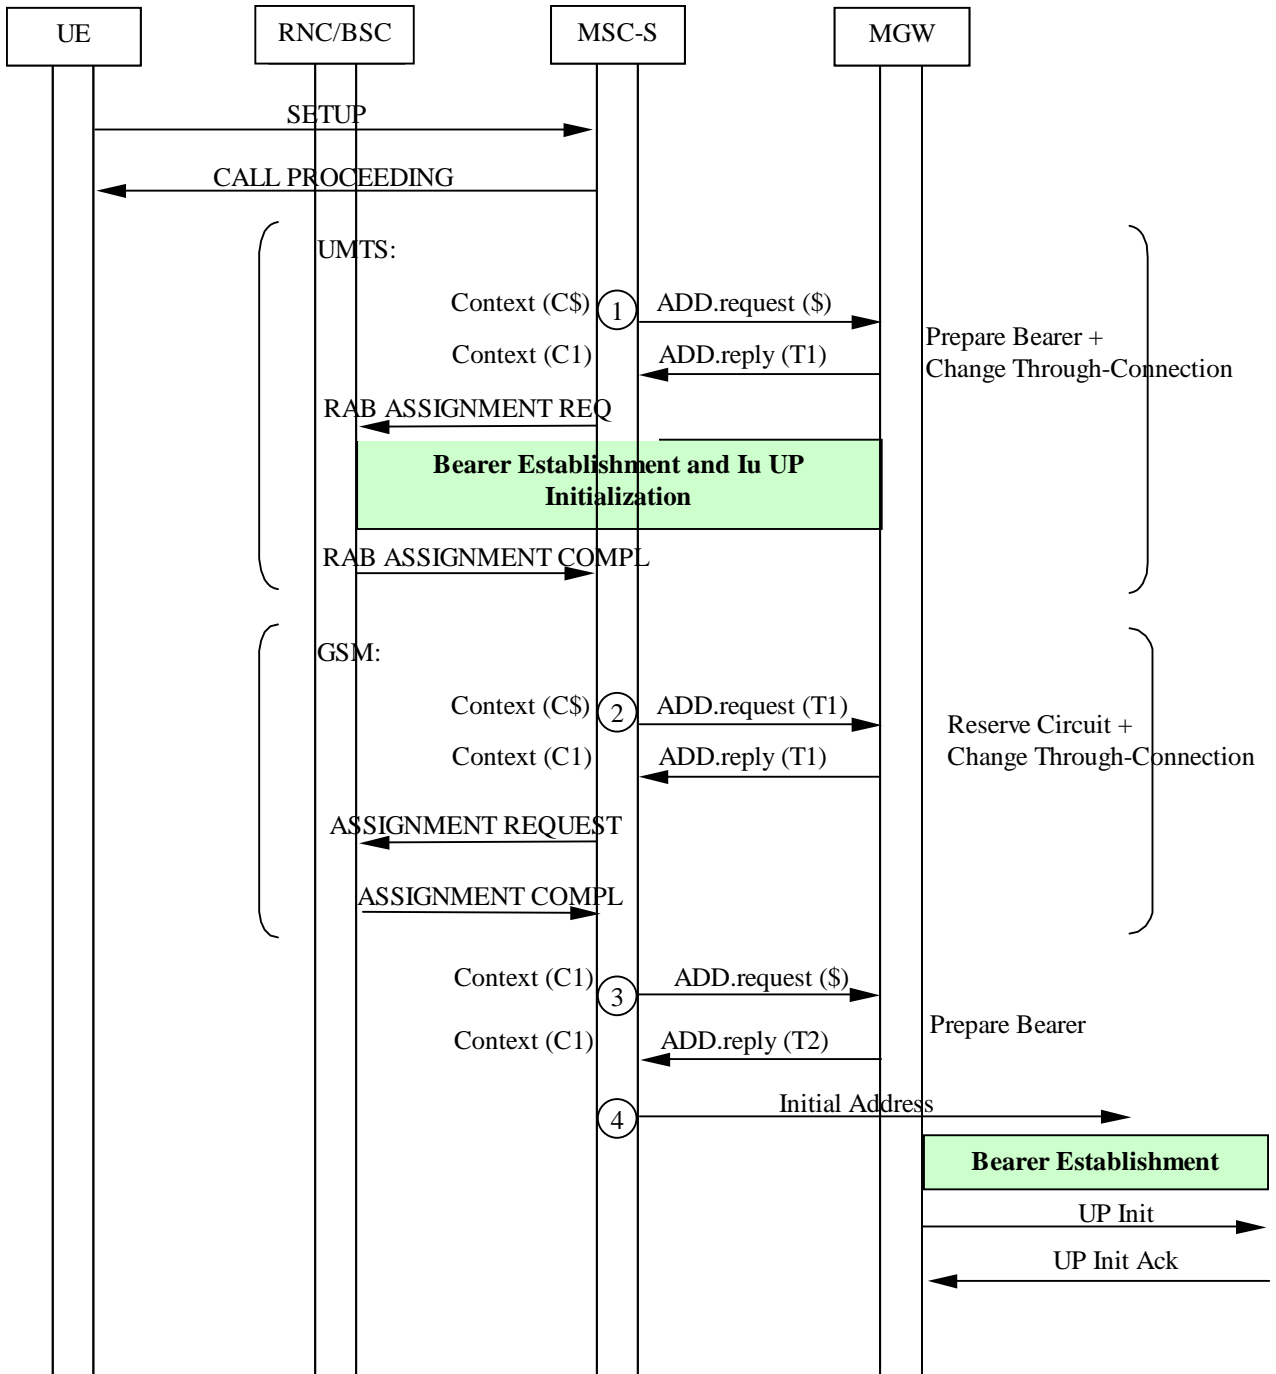 UE
RNC/BSC
MSC-S
MGW
SETUP
CALL PROCEEDING
UMTS:
Context (C$)
1
ADD.request ($)
Prepare Bearer +
Change Through-Connection
Context (C1)
ADD.reply (T1)
RAB ASSIGNMENT REQ
Bearer Establishment and Iu UP
Initialization
RAB ASSIGNMENT COMPL
GSM:
Context (C$)
2
ADD.request (T1)
Reserve Circuit +
Change Through-Connection
Context (C1)
ADD.reply (T1)
ASSIGNMENT REQUEST
ASSIGNMENT COMPL
Context (C1)
3
ADD.request ($)
Prepare Bearer
Context (C1)
ADD.reply (T2)
4
Initial Address
Bearer Establishment
UP Init
UP Init Ack